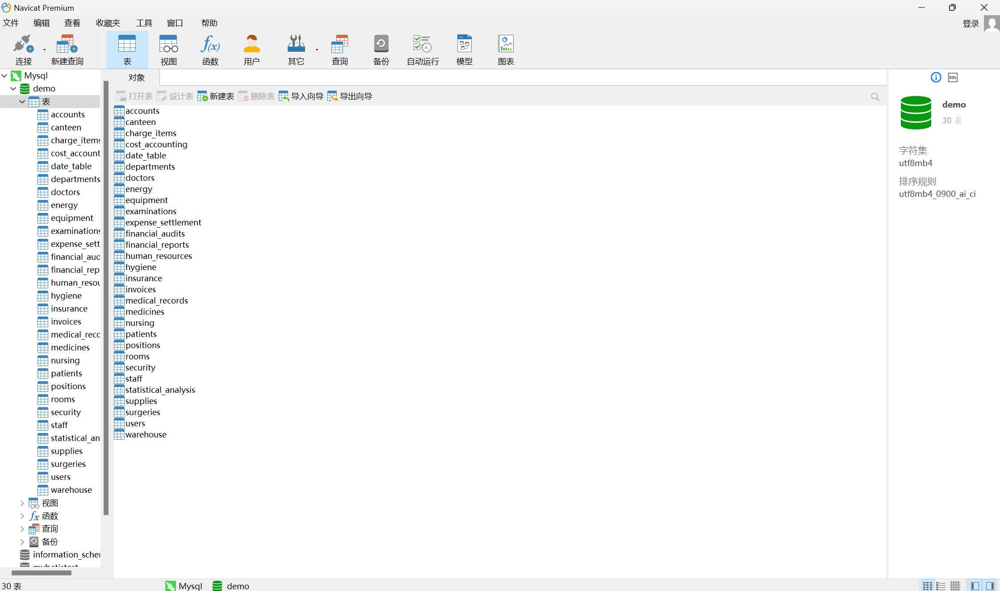 Navicat Premium
文件 编辑 查看 收藏夹 工具 窗口 帮助 登录
连接 新建查询 表 视图 函数 用户 其它 查询 备份 自动运行 模型 图表
Mysql
demo
表
accounts
canteen
charge_items
cost_account
date_table
departments
doctors
energy
equipment
examinations
expense_sett
financial_aud
financial_rep
human_resou
hygiene
insurance
invoices
medical_reco
medicines
nursing
patients
positions
rooms
security
staff
statistical_an
supplies
surgeries
users
warehouse
视图
函数
查询
备份
information_scher
mybatistest
对象
打开表 设计表 新建表 删除表 导入向导 导出向导
accounts
canteen
charge_items
cost_accounting
date_table
departments
doctors
energy
equipment
examinations
expense_settlement
financial_audits
financial_reports
human_resources
hygiene
insurance
invoices
medical_records
medicines
nursing
patients
positions
rooms
security
staff
statistical_analysis
supplies
surgeries
users
warehouse
DDL
demo
30 表
字符集
utf8mb4
排序规则
utf8mb4_0900_ai_ci
30 表 Mysql demo